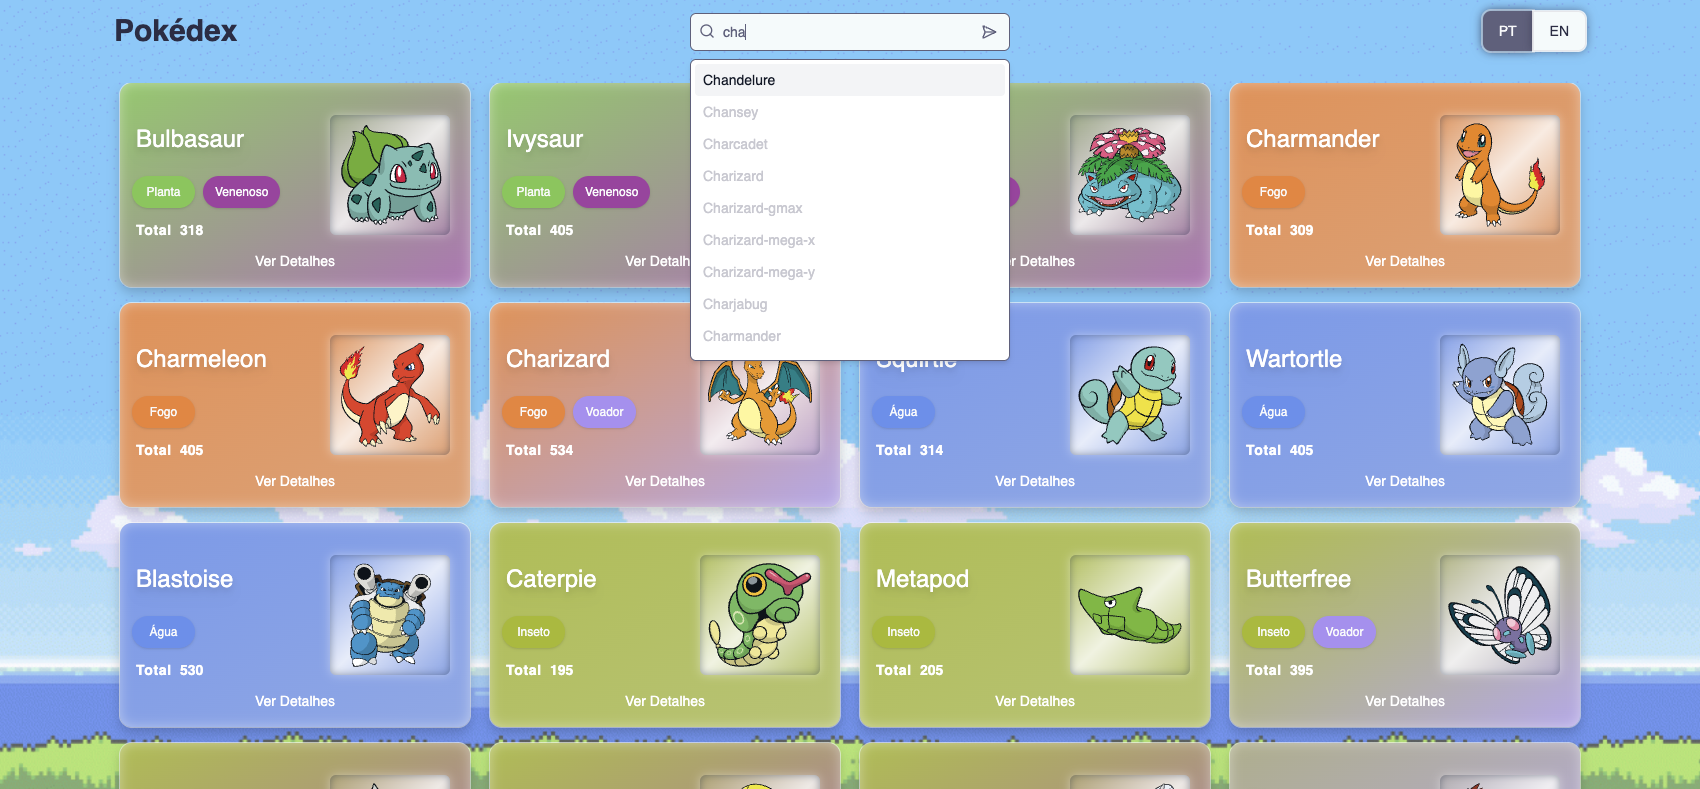 Pokédex
cha
PT EN
Chandelure
Chansey
Charcadet
Charizard
Charizard-gmax
Charizard-mega-x
Charizard-mega-y
Charjabug
Charmander
Bulbasaur
Planta Venenoso
Total 318
Ver Detalhes
Ivysaur
Planta Venenoso
Total 405
Ver Detalh
r Detalhes
Charmander
Fogo
Total 309
Ver Detalhes
Charmeleon
Fogo
Total 405
Ver Detalhes
Charizard
Fogo Voador
Total 534
Ver Detalhes
Squirtle
Água
Total 314
Ver Detalhes
Wartortle
Água
Total 405
Ver Detalhes
Blastoise
Água
Total 530
Ver Detalhes
Caterpie
Inseto
Total 195
Ver Detalhes
Metapod
Inseto
Total 205
Ver Detalhes
Butterfree
Inseto Voador
Total 395
Ver Detalhes